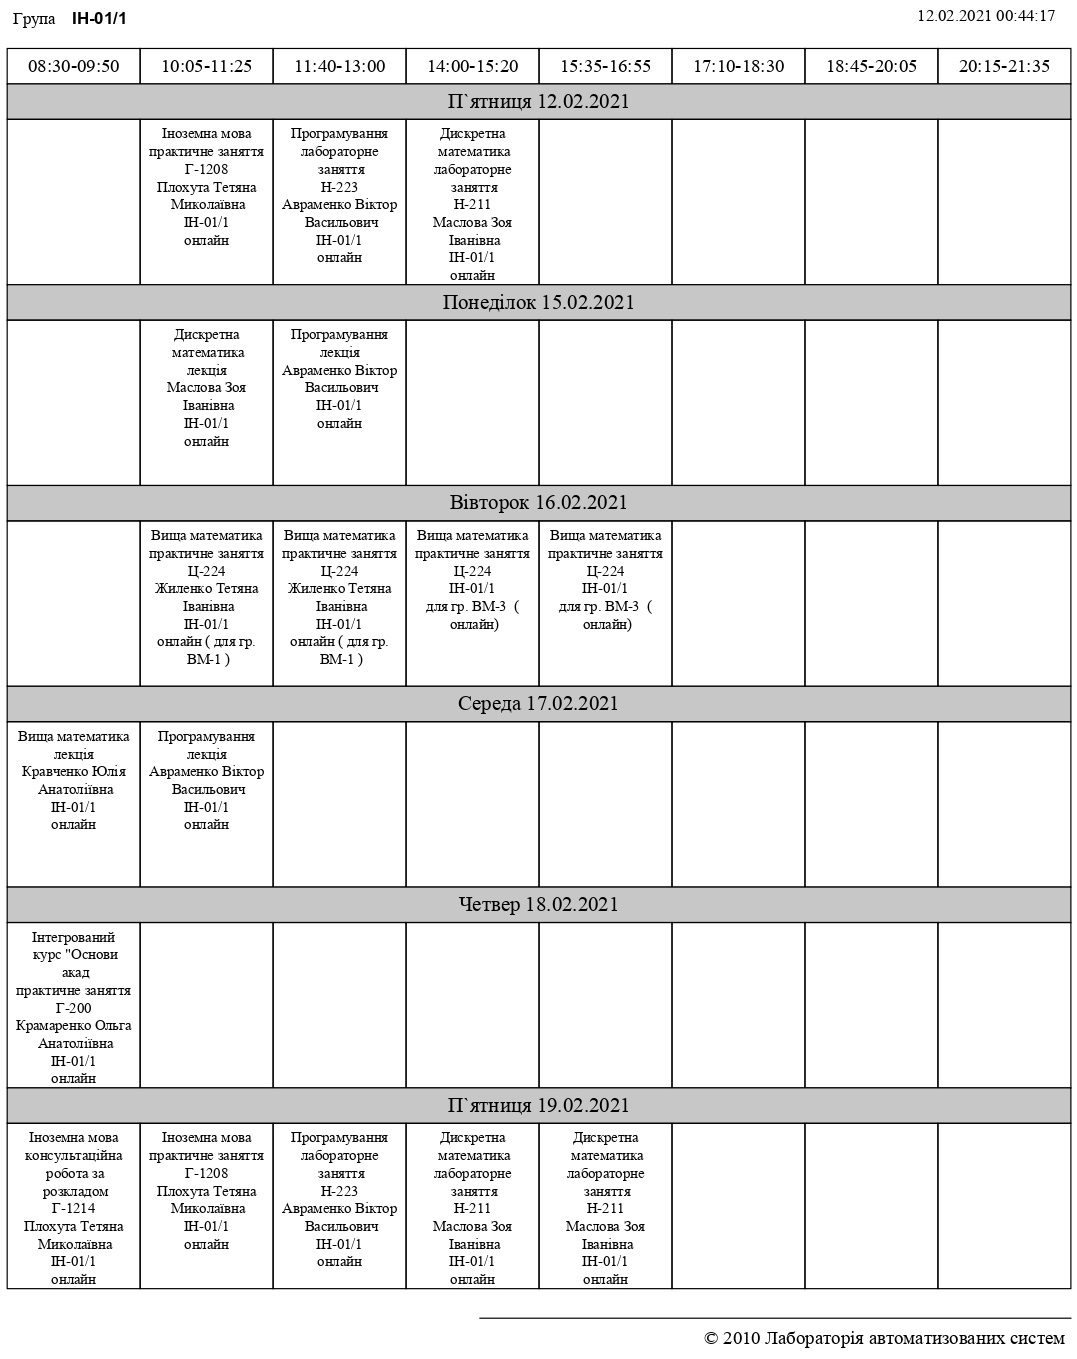 Група ІН-01/1
12.02.2021 00:44:17
08:30-09:50 10:05-11:25 11:40-13:00 14:00-15:20 15:35-16:55 17:10-18:30 18:45-20:05 20:15-21:35
П`ятниця 12.02.2021
Іноземна мова
практичне заняття
Г-1208
Плохута Тетяна
Миколаївна
ІН-01/1
онлайн
Програмування
лабораторне
заняття
Н-223
Авраменко Віктор
Васильович
ІН-01/1
онлайн
Дискретна
математика
лабораторне
заняття
Н-211
Маслова Зоя
Іванівна
ІН-01/1
онлайн
Понеділок 15.02.2021
Дискретна
математика
лекція
Маслова Зоя
Іванівна
ІН-01/1
онлайн
Програмування
лекція
Авраменко Віктор
Васильович
ІН-01/1
онлайн
Вівторок 16.02.2021
Вища математика
практичне заняття
Ц-224
Жиленко Тетяна
Іванівна
ІН-01/1
онлайн ( для гр.
ВМ-1 )
Вища математика
практичне заняття
Ц-224
Жиленко Тетяна
Іванівна
ІН-01/1
онлайн ( для гр.
ВМ-1 )
Вища математика
практичне заняття
Ц-224
ІН-01/1
для гр. ВМ-3 (
онлайн)
Вища математика
практичне заняття
Ц-224
ІН-01/1
для гр. ВМ-3 (
онлайн)
Середа 17.02.2021
Вища математика
лекція
Кравченко Юлія
Анатоліївна
ІН-01/1
онлайн
Програмування
лекція
Авраменко Віктор
Васильович
ІН-01/1
онлайн
Четвер 18.02.2021
Інтегрований
курс "Основи
акад
практичне заняття
Г-200
Крамаренко Ольга
Анатоліївна
ІН-01/1
онлайн
П`ятниця 19.02.2021
Іноземна мова
консультаційна
робота за
розкладом
Г-1214
Плохута Тетяна
Миколаївна
ІН-01/1
онлайн
Іноземна мова
практичне заняття
Г-1208
Плохута Тетяна
Миколаївна
ІН-01/1
онлайн
Програмування
лабораторне
заняття
Н-223
Авраменко Віктор
Васильович
ІН-01/1
онлайн
Дискретна
математика
лабораторне
заняття
Н-211
Маслова Зоя
Іванівна
ІН-01/1
онлайн
Дискретна
математика
лабораторне
заняття
Н-211
Маслова Зоя
Іванівна
ІН-01/1
онлайн
© 2010 Лабораторія автоматизованих систем